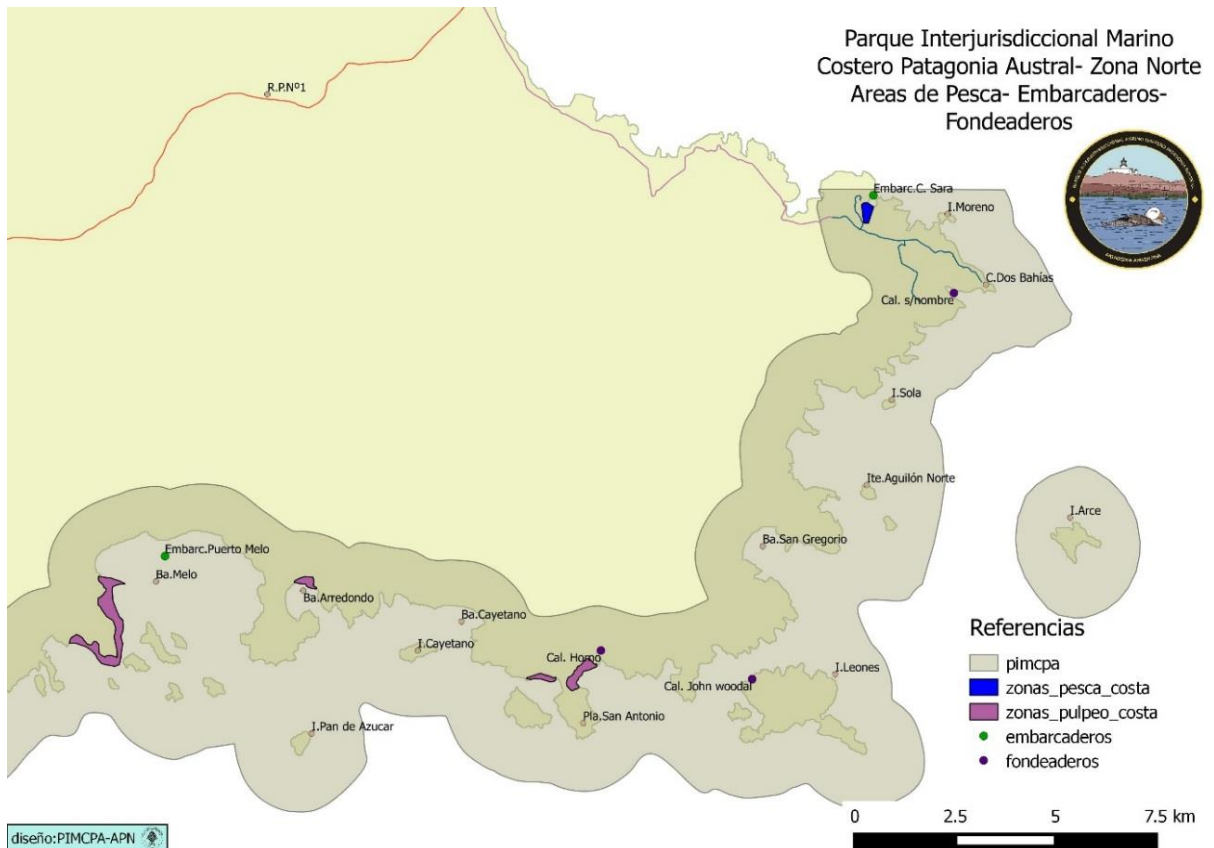 Parque Interjurisdiccional Marino
Costero Patagonia Austral- Zona Norte
Areas de Pesca- Embarcaderos-
Fondeaderos
R.P.Nº1
Embarc.C. Sara
I.Moreno
C.Dos Bahías
Cal. s/nombre
I.Sola
Ite.Aguilón Norte
I.Arce
Ba.San Gregorio
Embarc.Puerto Melo
Ba.Melo
Ba.Arredondo
Ba.Cayetano
I.Cayetano
Cal. Horno
Cal. John woodal
I.Leones
Pla.San Antonio
I.Pan de Azucar
Referencias
pimcpa
zonas_pesca_costa
zonas_pulpeo_costa
embarcaderos
fondeaderos
0 2.5 5 7.5 km
diseño:PIMCPA-APN